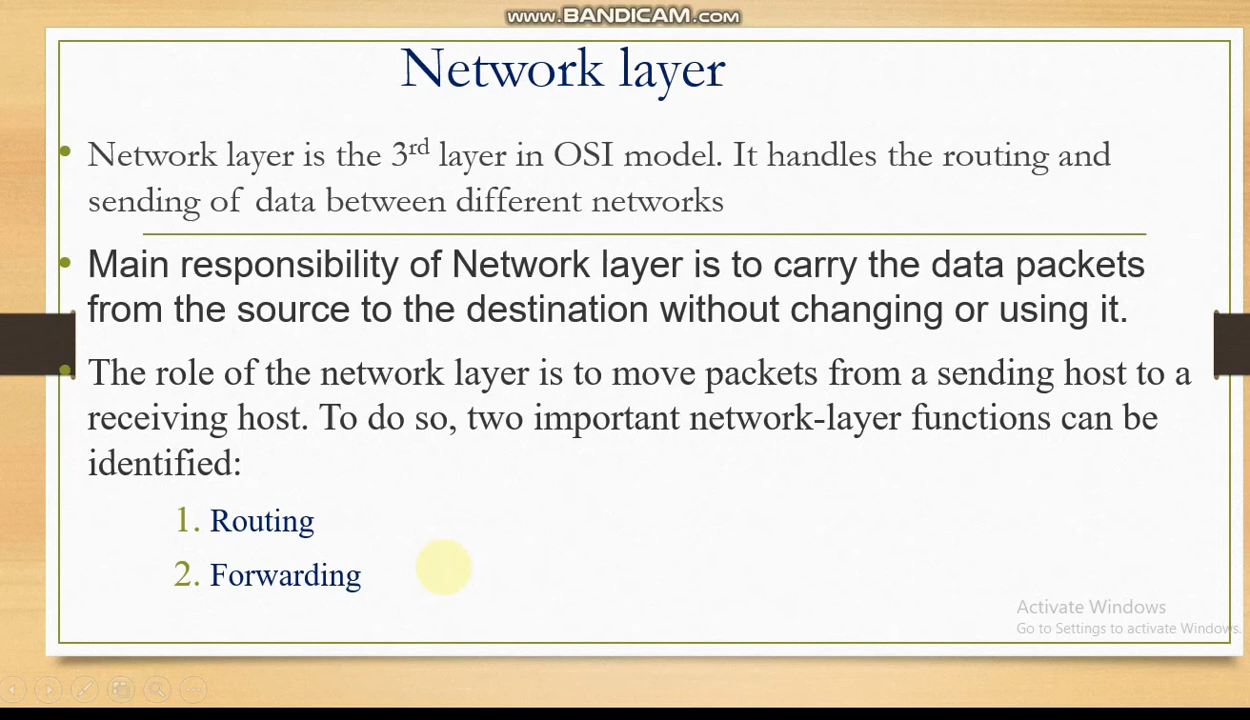 www.BANDICAM.com
Network layer
• Network layer is the 3rd layer in OSI model. It handles the routing and
sending of data between different networks
• Main responsibility of Network layer is to carry the data packets
from the source to the destination without changing or using it.
• The role of the network layer is to move packets from a sending host to a
receiving host. To do so, two important network-layer functions can be
identified:
1. Routing
2. Forwarding
Activate Windows
Go to Settings to activate Windows.